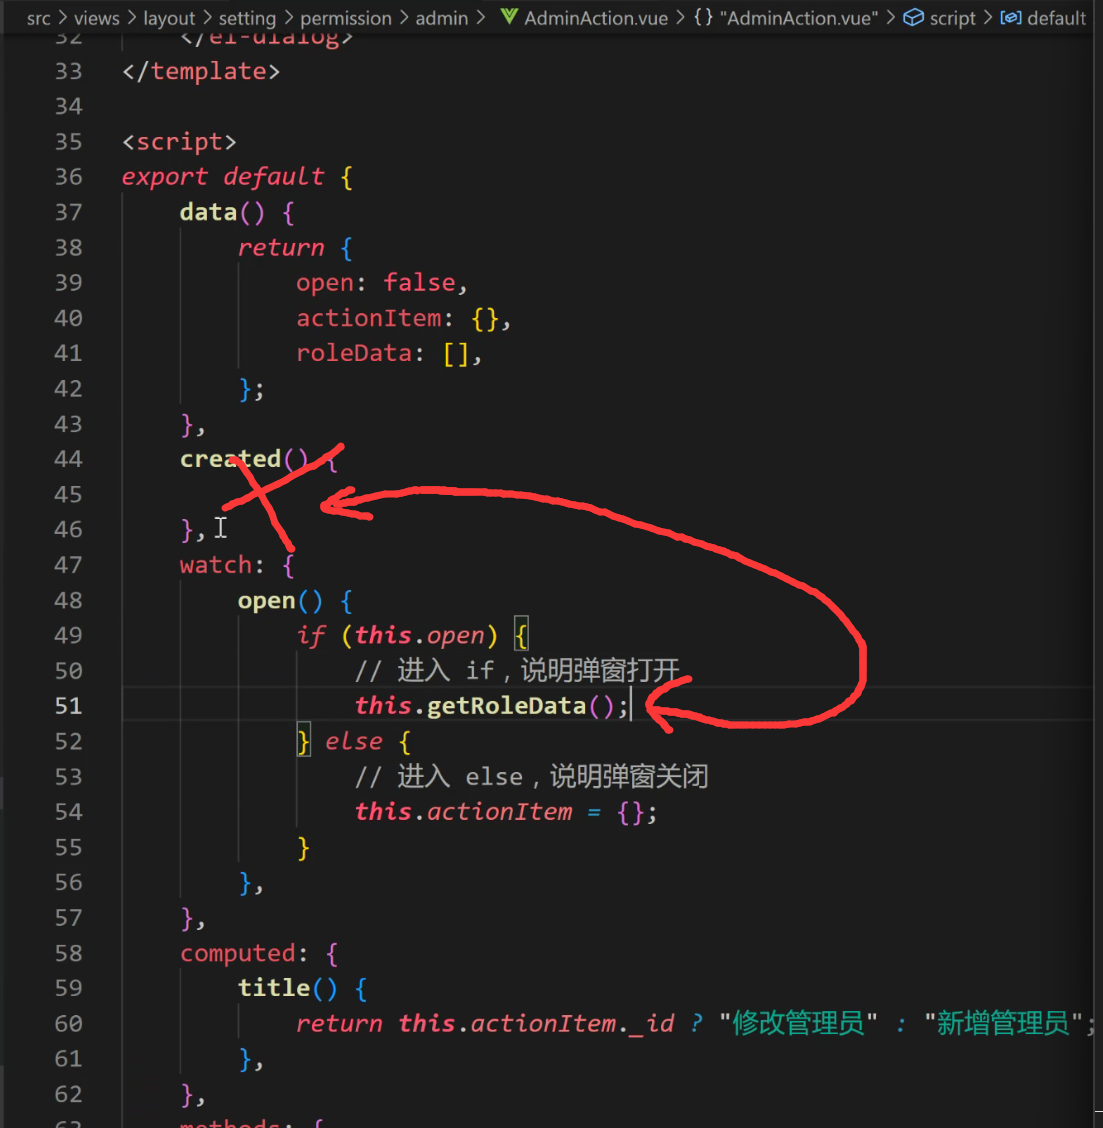 src > views > layout > setting > permission > admin > AdminAction.vue > {} "AdminAction.vue" > script > default
32 </el-dialog>
33 </template>
34
35 <script>
36 export default {
37 data() {
38 return {
39 open: false,
40 actionItem: {},
41 roleData: [],
42 };
43 },
44 created() {
45
46 },
47 watch: {
48 open() {
49 if (this.open) {
50 // 进入 if，说明弹窗打开
51 this.getRoleData();
52 } else {
53 // 进入 else，说明弹窗关闭
54 this.actionItem = {};
55 }
56 },
57 },
58 computed: {
59 title() {
60 return this.actionItem._id ? "修改管理员" : "新增管理员";
61 },
62 },
63 methods: {